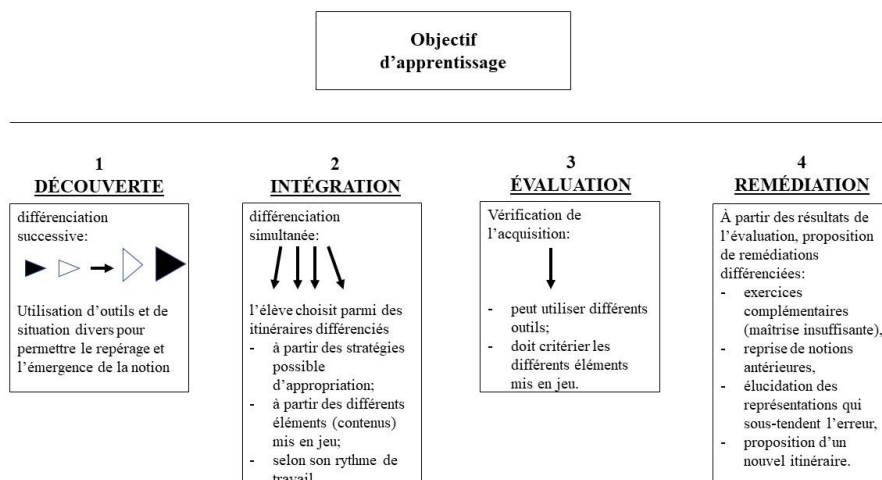 Objectif
d'apprentissage
1
DÉCOUVERTE
différenciation
successive:
Utilisation d'outils et de
situation divers pour
permettre le repérage et
l'émergence de la notion
2
INTÉGRATION
différenciation
simultanée:
l'élève choisit parmi des
itinéraires différenciés
- à partir des stratégies
possible
d'appropriation;
- à partir des différents
éléments (contenus)
mis en jeu;
- selon son rythme de
travail
3
ÉVALUATION
Vérification de
l'acquisition:
- peut utiliser différents
outils;
- doit critérier les
différents éléments
mis en jeu.
4
REMÉDIATION
À partir des résultats de
l'évaluation, proposition
de remédiations
différenciées:
- exercices
complémentaires
(maîtrise insuffisante),
- reprise de notions
antérieures,
- élucidation des
représentations qui
sous-tendent l'erreur,
- proposition d'un
nouvel itinéraire.